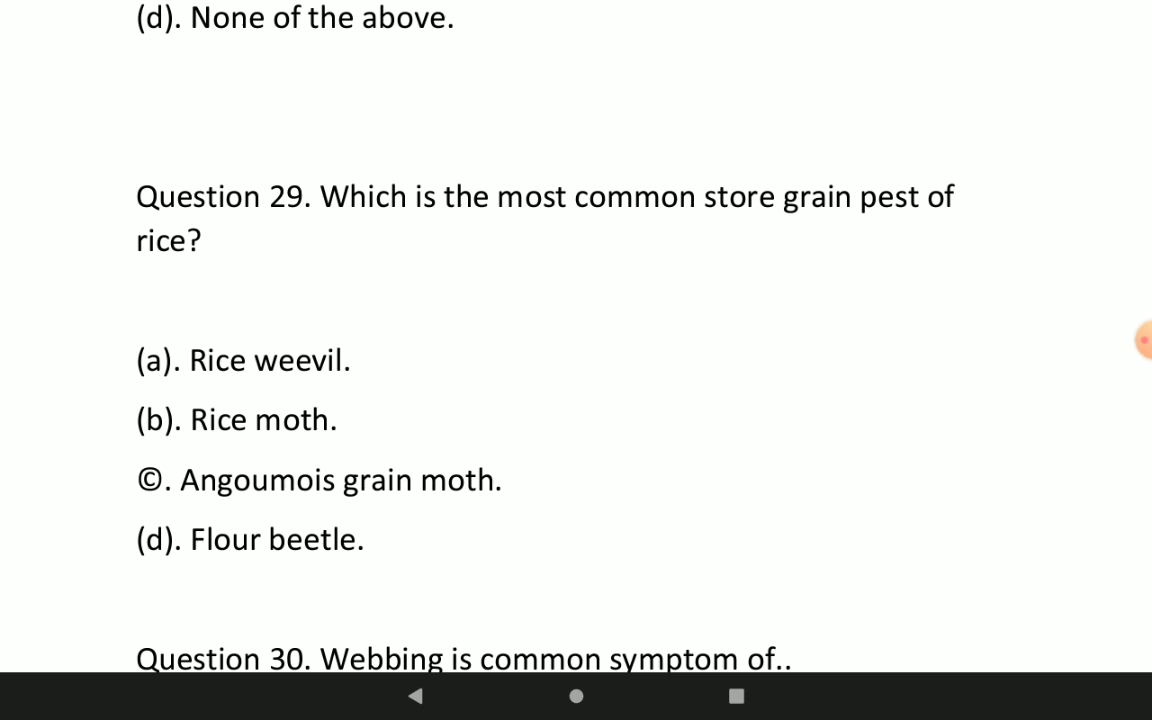 (d). None of the above.
Question 29. Which is the most common store grain pest of
rice?
(a). Rice weevil.
(b). Rice moth.
©. Angoumois grain moth.
(d). Flour beetle.
Question 30. Webbing is common symptom of..